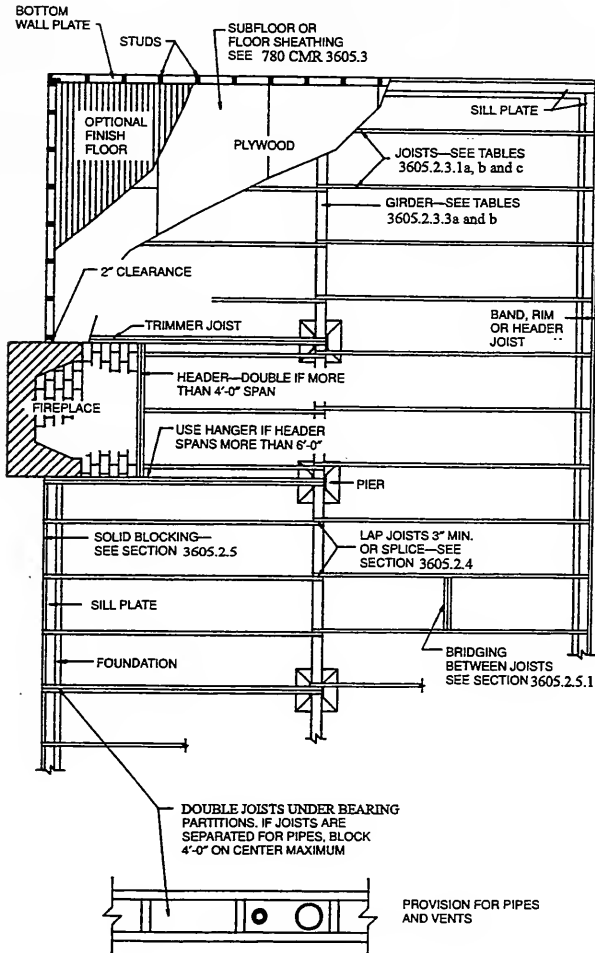 BOTTOM
WALL PLATE
STUDS
SUBFLOOR OR
FLOOR SHEATHING
SEE 780 CMR 3605.3
OPTIONAL
FINISH
FLOOR
PLYWOOD
SILL PLATE
JOISTS—SEE TABLES
3605.2.3.1a, b and c
GIRDER—SEE TABLES
3605.2.3.3a and b
2" CLEARANCE
TRIMMER JOIST
BAND, RIM
OR HEADER
JOIST
HEADER—DOUBLE IF MORE
THAN 4'-0" SPAN
FIREPLACE
USE HANGER IF HEADER
SPANS MORE THAN 6'-0"
PIER
SOLID BLOCKING—
SEE SECTION 3605.2.5
LAP JOISTS 3" MIN.
OR SPLICE—SEE
SECTION 3605.2.4
SILL PLATE
FOUNDATION
BRIDGING
BETWEEN JOISTS
SEE SECTION 3605.2.5.1
DOUBLE JOISTS UNDER BEARING
PARTITIONS. IF JOISTS ARE
SEPARATED FOR PIPES, BLOCK
4'-0" ON CENTER MAXIMUM
PROVISION FOR PIPES
AND VENTS